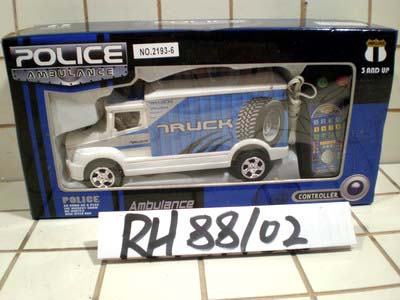 POLICE
AMBULANCE
NO.2193-6
3 AND UP
TRUCK
POLICE
Ambulance
CONTROLLER
RH 88/02